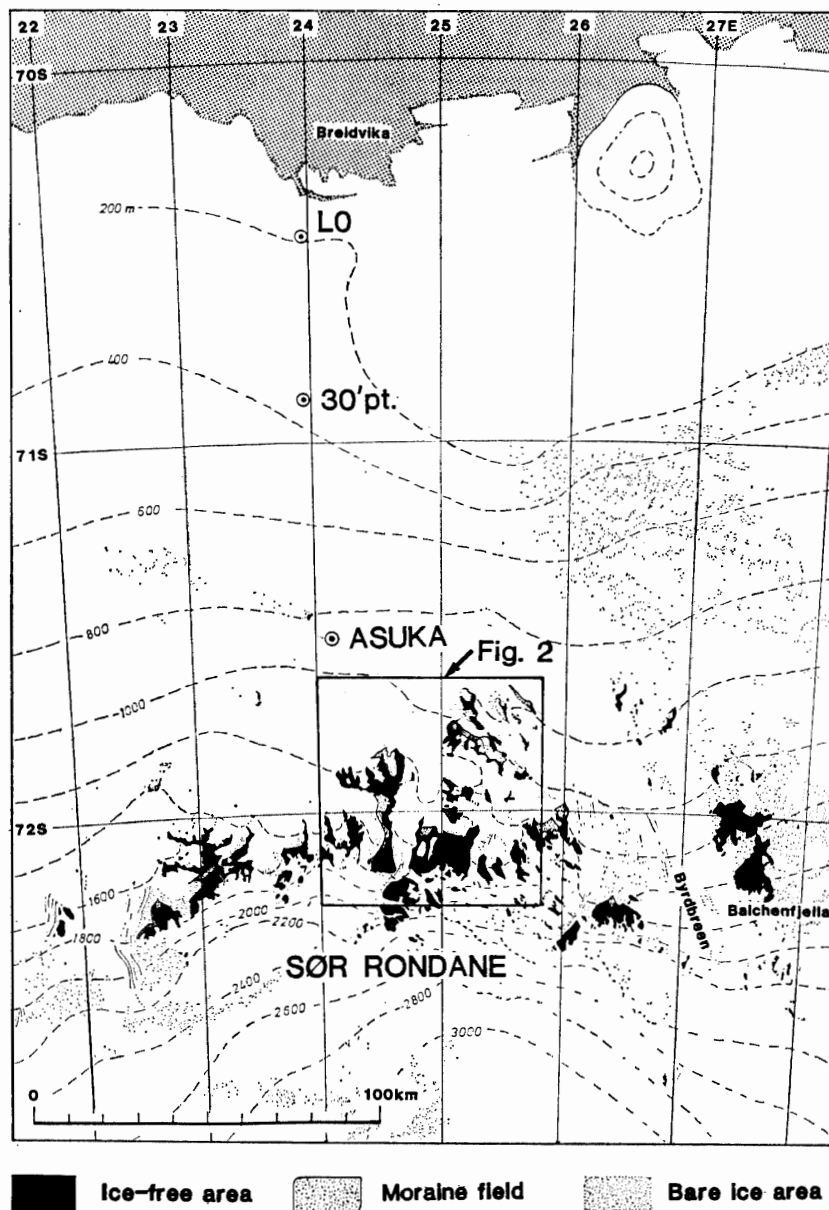 22 23 24 25 26 27E
70S
Breidvika
200 m
L0
400
30'pt.
71S
600
800
ASUKA
Fig. 2
1000
72S
1600
1800
2000
2200
Byrdbreen
Balchenfjella
SØR RONDANE
2400
2600
2800
3000
0 100km
Ice-free area Moraine field Bare ice area